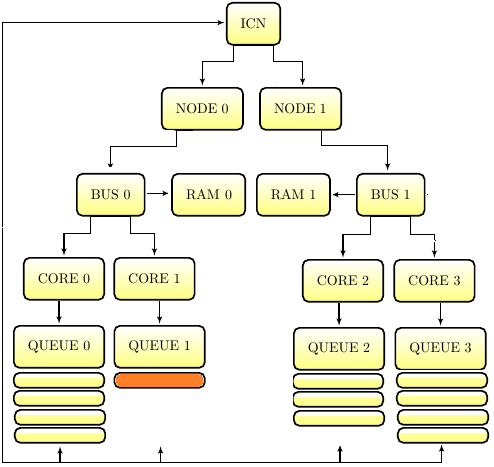 ICN
NODE 0 NODE 1
BUS 0 RAM 0 RAM 1 BUS 1
CORE 0 CORE 1 CORE 2 CORE 3
QUEUE 0 QUEUE 1 QUEUE 2 QUEUE 3